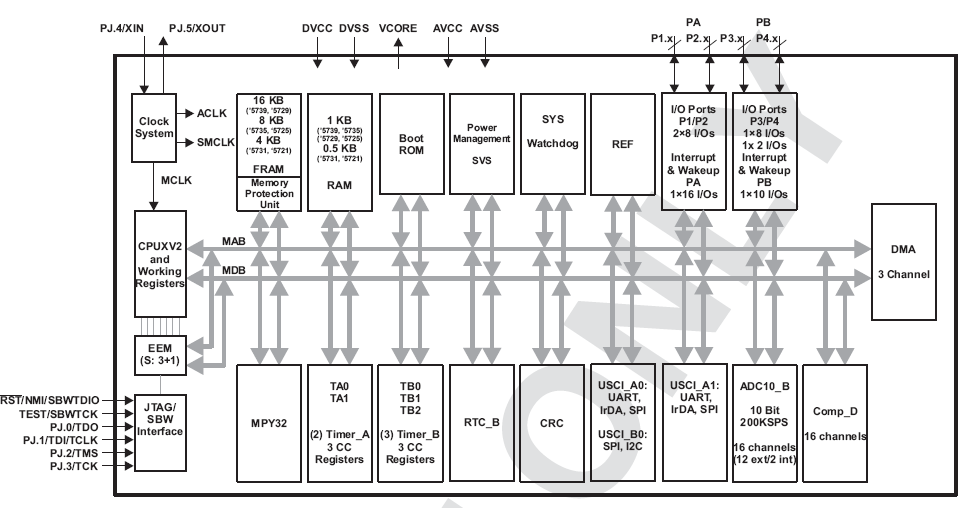 PJ.4/XIN
PJ.5/XOUT
DVCC
DVSS
VCORE
AVCC
AVSS
PA
P1.x
P2.x
PB
P3.x
P4.x
Clock
System
ACLK
SMCLK
MCLK
16 KB
('5739, '5729)
8 KB
('5735, '5725)
4 KB
('5731, '5721)
FRAM
Memory
Protection
Unit
1 KB
('5739, '5735)
('5729, '5725)
0.5 KB
('5731, '5721)
RAM
Boot
ROM
Power
Management
SVS
SYS
Watchdog
REF
I/O Ports
P1/P2
2×8 I/Os
Interrupt
& Wakeup
PA
1×16 I/Os
I/O Ports
P3/P4
1×8 I/Os
1x 2 I/Os
Interrupt
& Wakeup
PB
1×10 I/Os
CPUXV2
and
Working
Registers
MAB
MDB
DMA
3 Channel
EEM
(S: 3+1)
RST/NMI/SBWTDIO
TEST/SBWTCK
PJ.0/TDO
PJ.1/TDI/TCLK
PJ.2/TMS
PJ.3/TCK
JTAG/
SBW
Interface
MPY32
TA0
TA1
(2) Timer_A
3 CC
Registers
TB0
TB1
TB2
(3) Timer_B
3 CC
Registers
RTC_B
CRC
USCI_A0:
UART,
IrDA, SPI
USCI_B0:
SPI, I2C
USCI_A1:
UART,
IrDA, SPI
ADC10_B
10 Bit
200KSPS
16 channels
(12 ext/2 int)
Comp_D
16 channels
ONLY